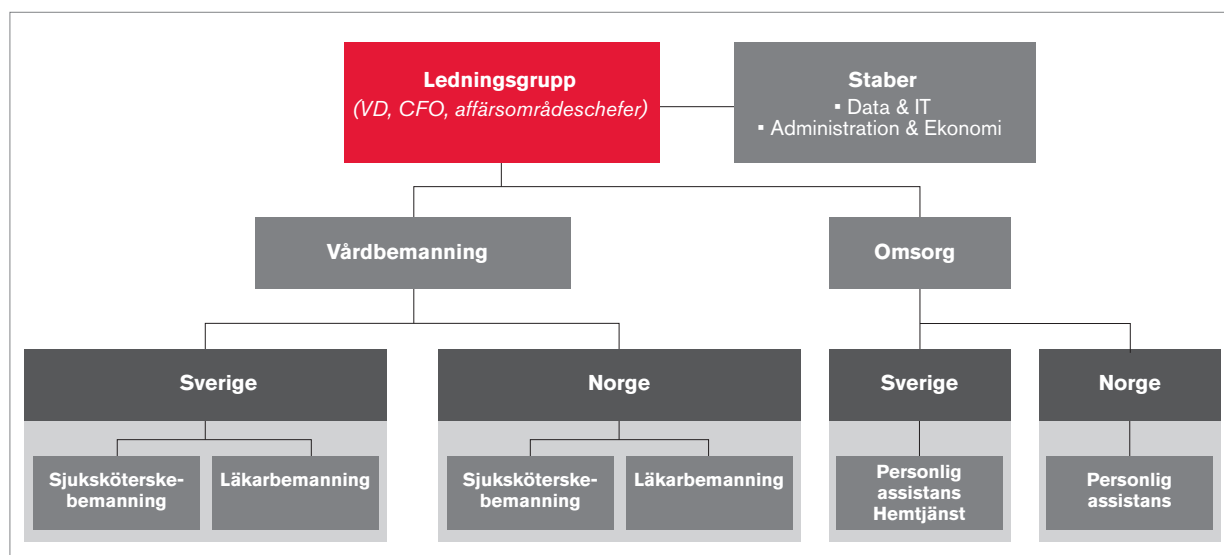 Ledningsgrupp
(VD, CFO, affärsområdeschefer)
Staber
▪ Data & IT
▪ Administration & Ekonomi
Vårdbemanning
Omsorg
Sverige
Norge
Sverige
Norge
Sjuksköterske-
bemanning
Läkarbemanning
Sjuksköterske-
bemanning
Läkarbemanning
Personlig
assistans
Hemtjänst
Personlig
assistans